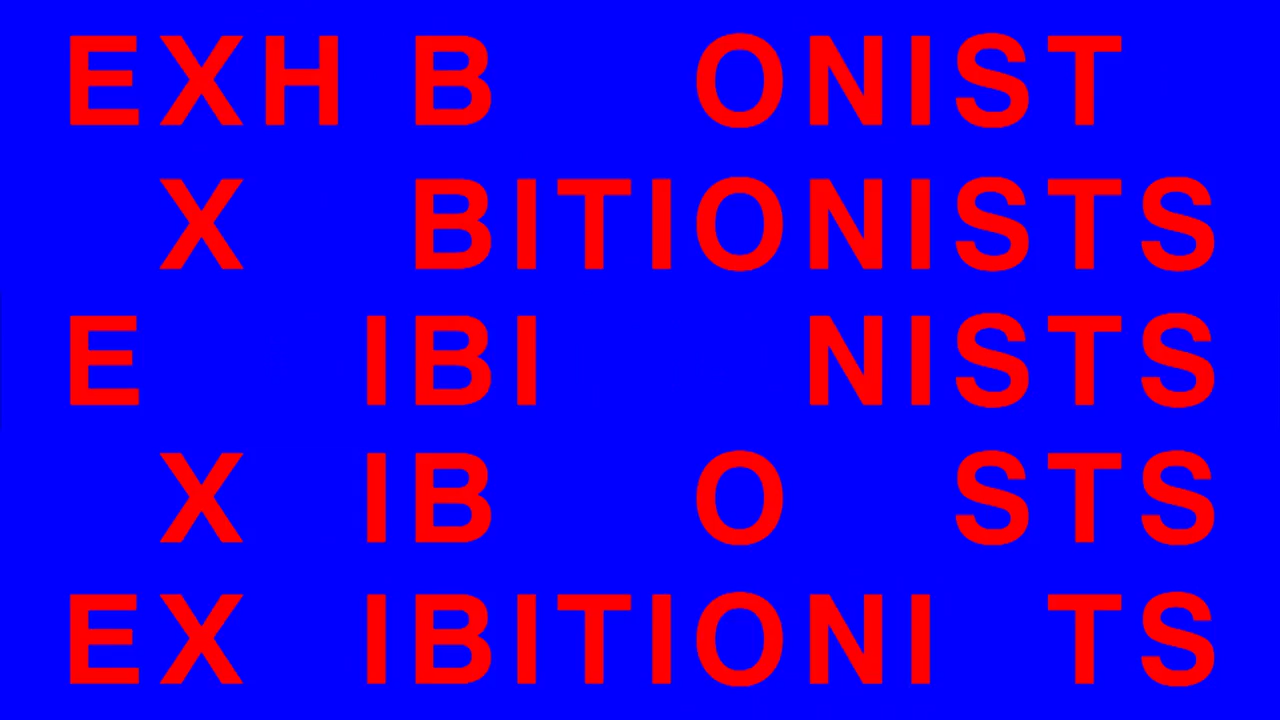 EXH B ONIST
X BITIONISTS
E IBI NISTS
X IB O STS
EX IBITIONI TS